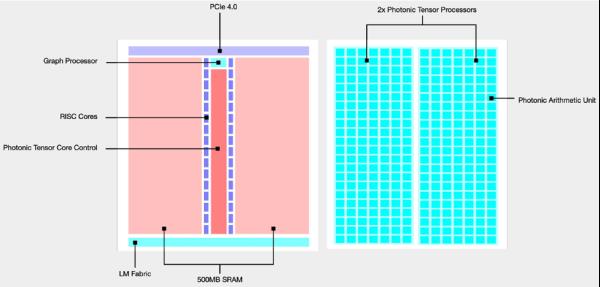 PCIe 4.0
2x Photonic Tensor Processors
Graph Processor
Photonic Arithmetic Unit
RISC Cores
Photonic Tensor Core Control
LM Fabric
500MB SRAM